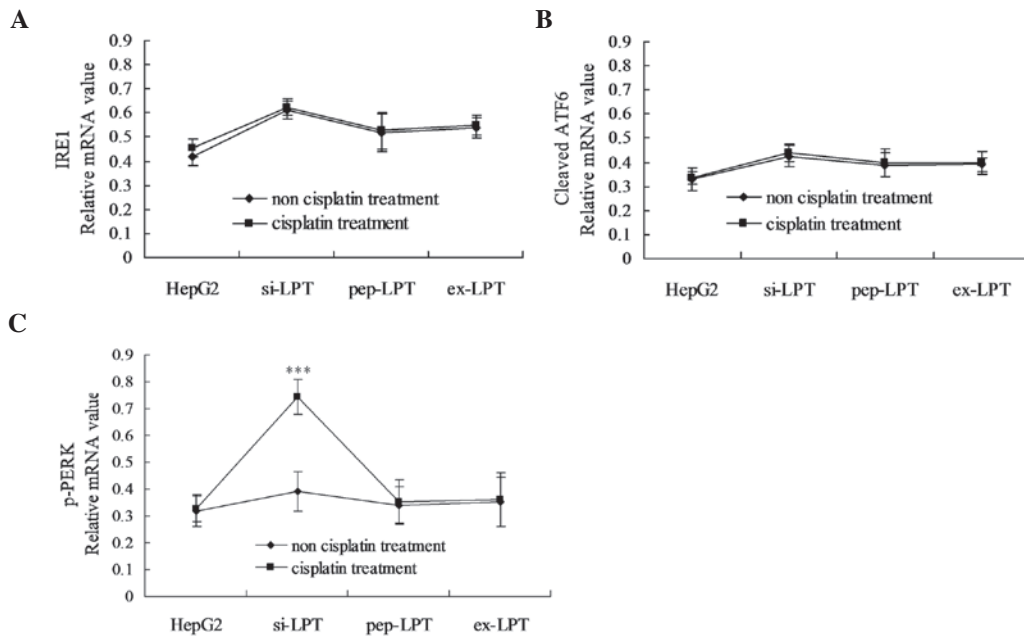 A
IRE1
Relative mRNA value
0.9
0.8
0.7
0.6
0.5
0.4
0.3
0.2
0.1
0
non cisplatin treatment
cisplatin treatment
HepG2 si-LPT pep-LPT ex-LPT
B
Cleaved ATF6
Relative mRNA value
0.9
0.8
0.7
0.6
0.5
0.4
0.3
0.2
0.1
0
non cisplatin treatment
cisplatin treatment
HepG2 si-LPT pep-LPT ex-LPT
C
p-PERK
Relative mRNA value
0.9
0.8
0.7
0.6
0.5
0.4
0.3
0.2
0.1
0
***
non cisplatin treatment
cisplatin treatment
HepG2 si-LPT pep-LPT ex-LPT